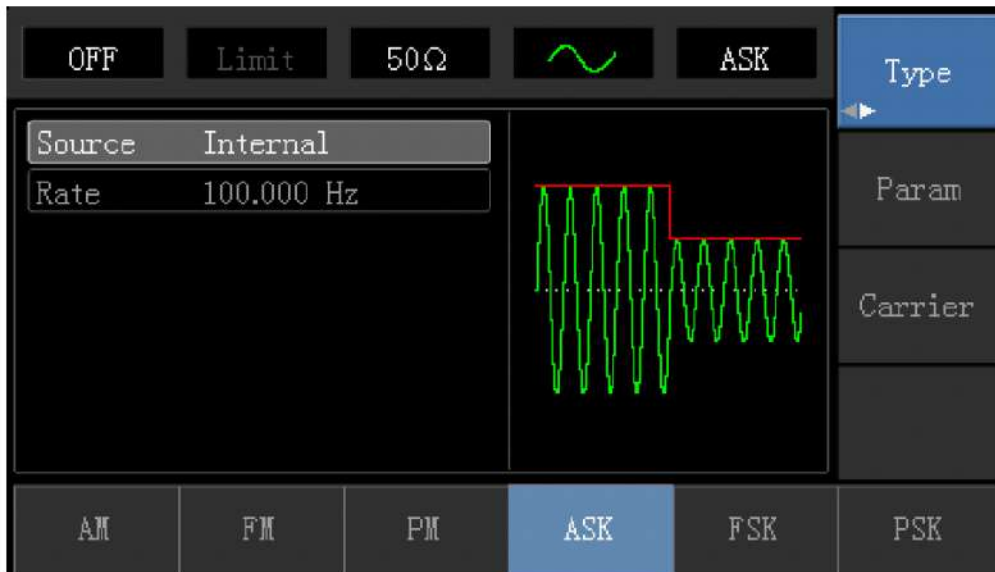 OFF Limit 50Ω ASK Type
Source Internal
Rate 100.000 Hz
Param
Carrier
AM FM PM ASK FSK PSK